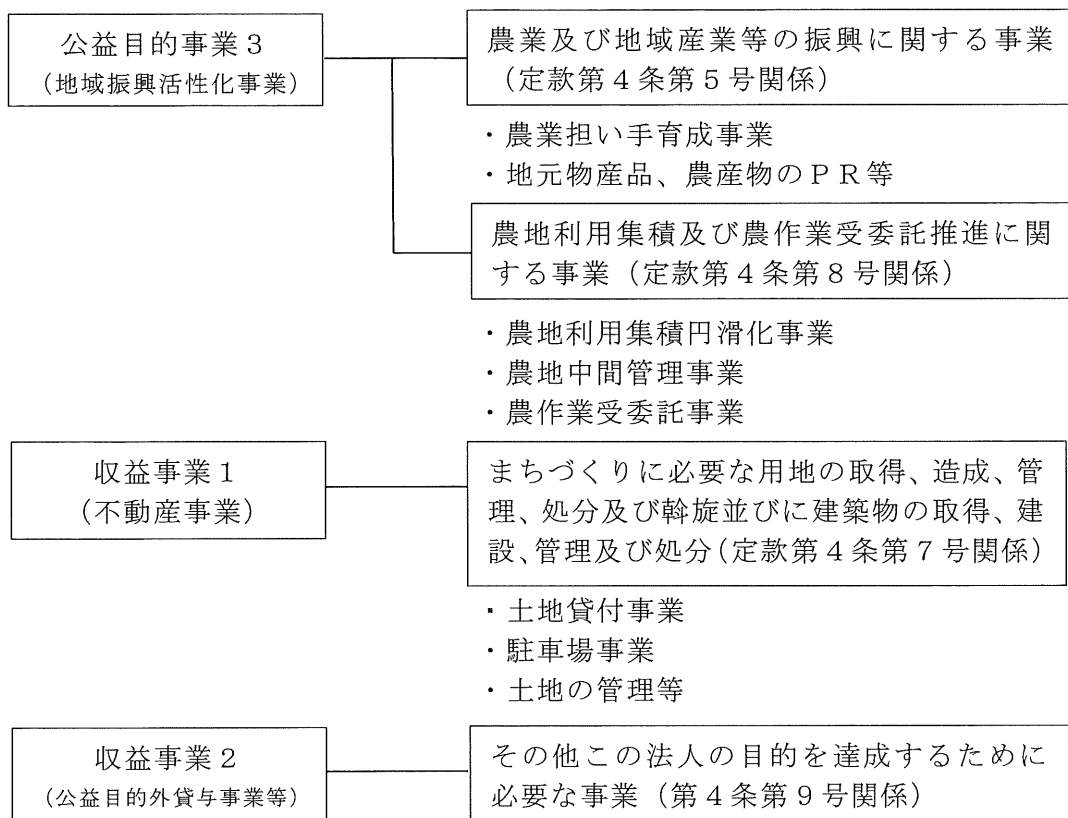 公益目的事業３
（地域振興活性化事業）
農業及び地域産業等の振興に関する事業
（定款第４条第５号関係）
・農業担い手育成事業
・地元物産品、農産物のＰＲ等
農地利用集積及び農作業受委託推進に関
する事業（定款第４条第８号関係）
・農地利用集積円滑化事業
・農地中間管理事業
・農作業受委託事業
収益事業１
（不動産事業）
まちづくりに必要な用地の取得、造成、管
理、処分及び斡旋並びに建築物の取得、建
設、管理及び処分（定款第４条第７号関係）
・土地貸付事業
・駐車場事業
・土地の管理等
収益事業２
（公益目的外貸与事業等）
その他この法人の目的を達成するために
必要な事業（第４条第９号関係）